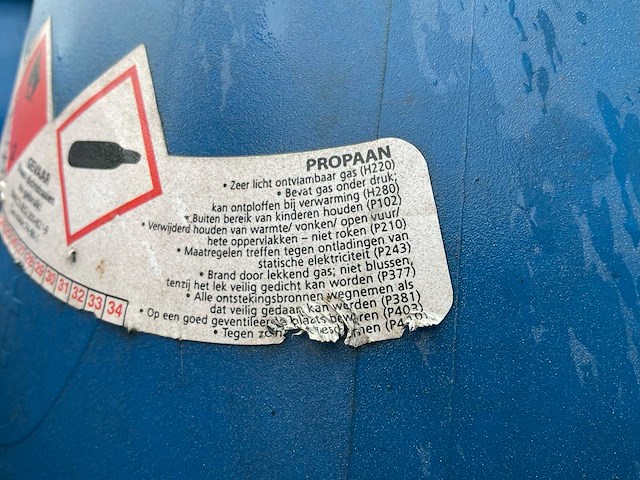 PROPAAN
• Zeer licht ontvlambaar gas (H220)
• Bevat gas onder druk;
kan ontploffen bij verwarming (H280)
• Buiten bereik van kinderen houden (P102)
• Verwijderd houden van warmte/ vonken/ open vuur/
hete oppervlakken – niet roken (P210)
• Maatregelen treffen tegen ontladingen van
statische elektriciteit (P243)
• Brand door lekkend gas; niet blussen,
tenzij het lek veilig gedicht kan worden (P377)
• Alle ontstekingsbronnen wegnemen als
dat veilig gedaan kan worden (P381)
• Op een goed geventileerde plaats bewaren (P403)
• Tegen
GEVAAR
29 30 31 32 33 34